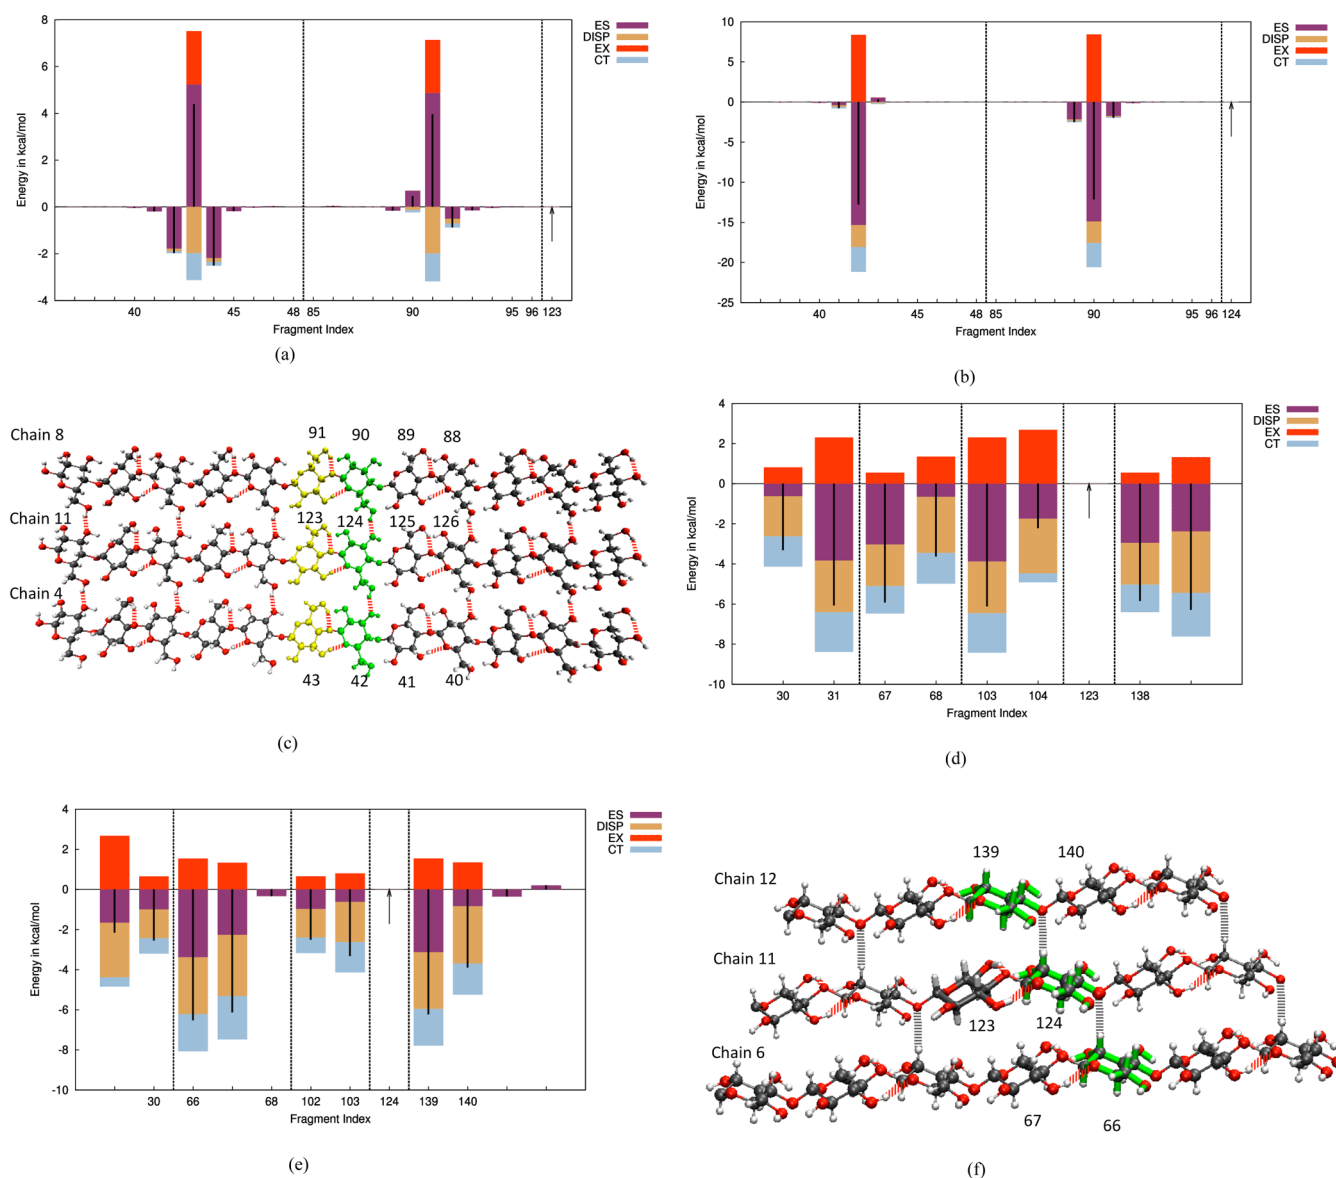 8
6
4
2
0
-2
-4
Energy in kcal/mol
ES
DISP
EX
CT
40 45 48 85 90 95 96 123
Fragment Index
(a)
10
5
0
-5
-10
-15
-20
-25
Energy in kcal/mol
ES
DISP
EX
CT
40 45 48 85 90 95 96 124
Fragment Index
(b)
Chain 8
91 90 89 88
Chain 11
123 124 125 126
Chain 4
43 42 41 40
(c)
4
2
0
-2
-4
-6
-8
-10
Energy in kcal/mol
ES
DISP
EX
CT
30 31 67 68 103 104 123 138
Fragment Index
(d)
4
2
0
-2
-4
-6
-8
-10
Energy in kcal/mol
ES
DISP
EX
CT
30 66 68 102 103 124 139 140
Fragment Index
(e)
139 140
Chain 12
Chain 11
123 124
Chain 6
67 66
(f)